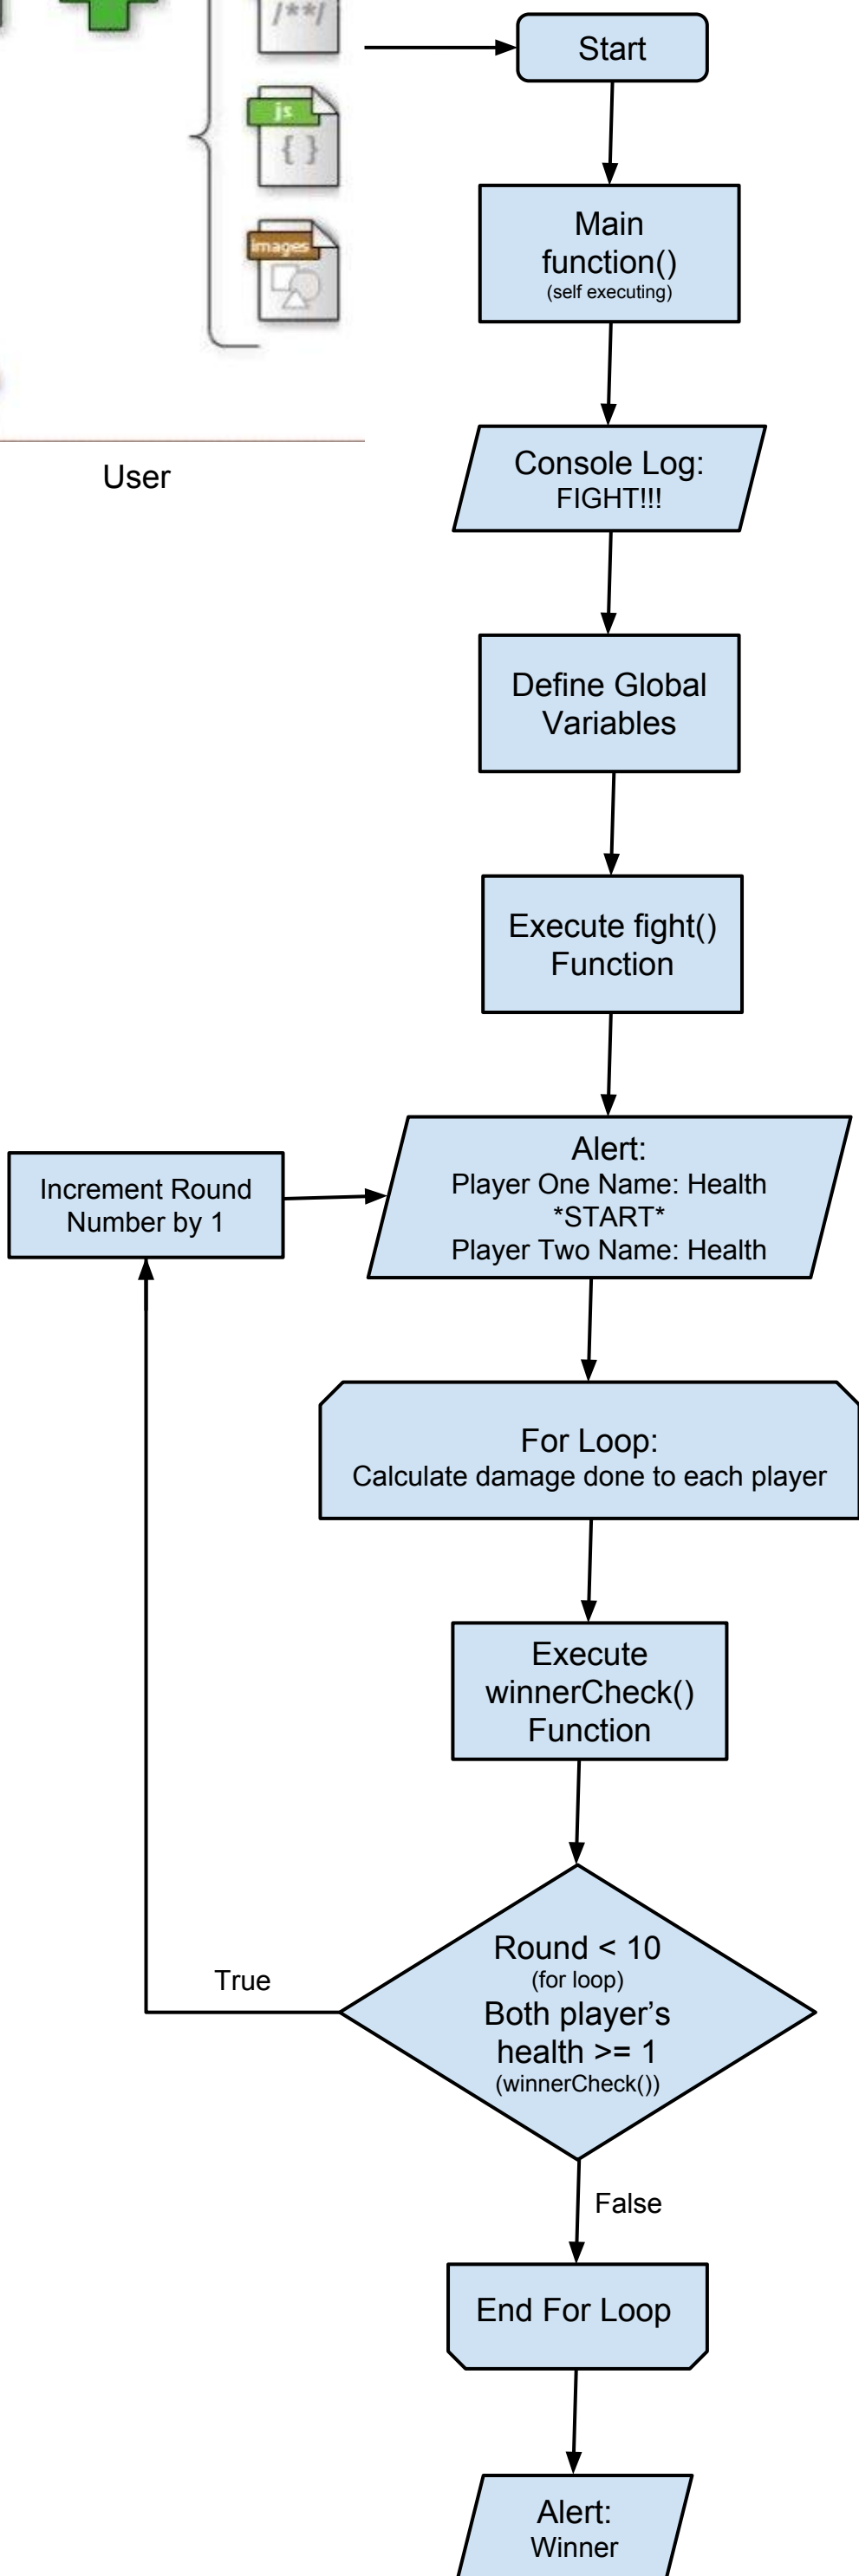 /**/
js
{ }
images
User
Start
Main
function()
(self executing)
Console Log:
FIGHT!!!
Define Global
Variables
Execute fight()
Function
Increment Round
Number by 1
Alert:
Player One Name: Health
*START*
Player Two Name: Health
For Loop:
Calculate damage done to each player
Execute
winnerCheck()
Function
Round < 10
(for loop)
Both player’s
health >= 1
(winnerCheck())
True
False
End For Loop
Alert:
Winner